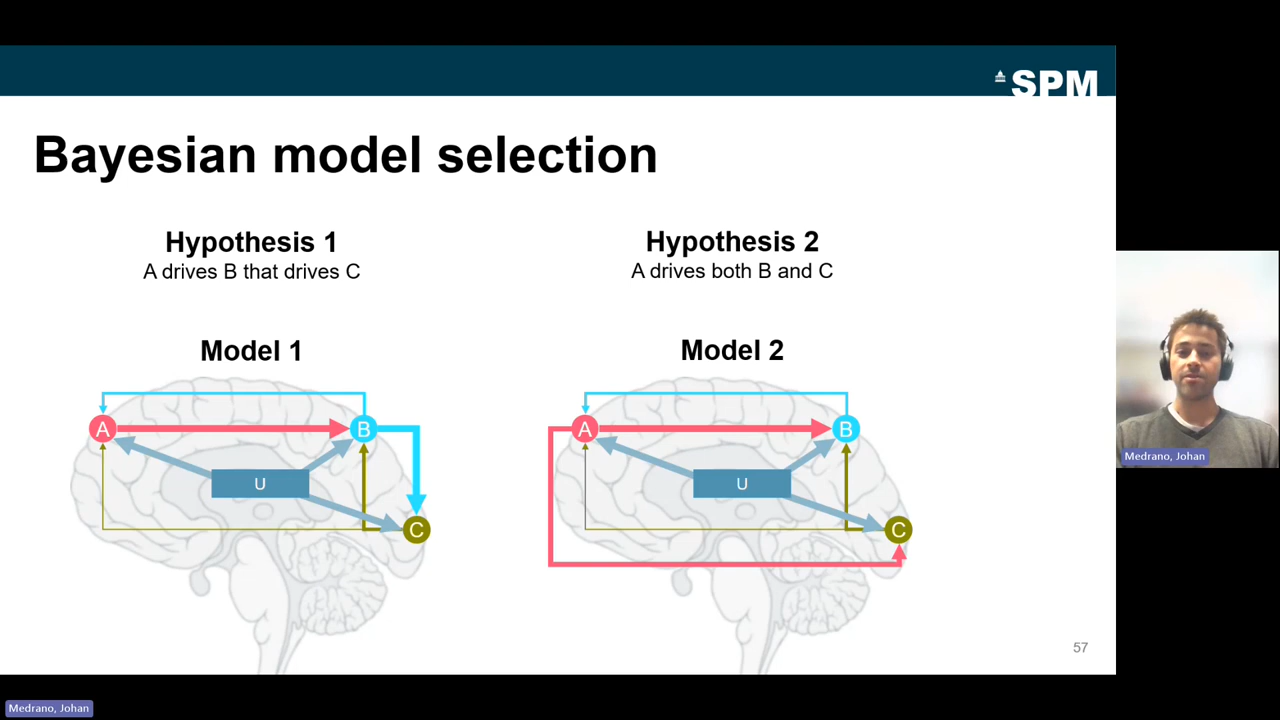 SPM
Bayesian model selection
Hypothesis 1
A drives B that drives C
Hypothesis 2
A drives both B and C
Model 1
Model 2
A
B
U
C
A
B
U
C
57
Medrano, Johan
Medrano, Johan